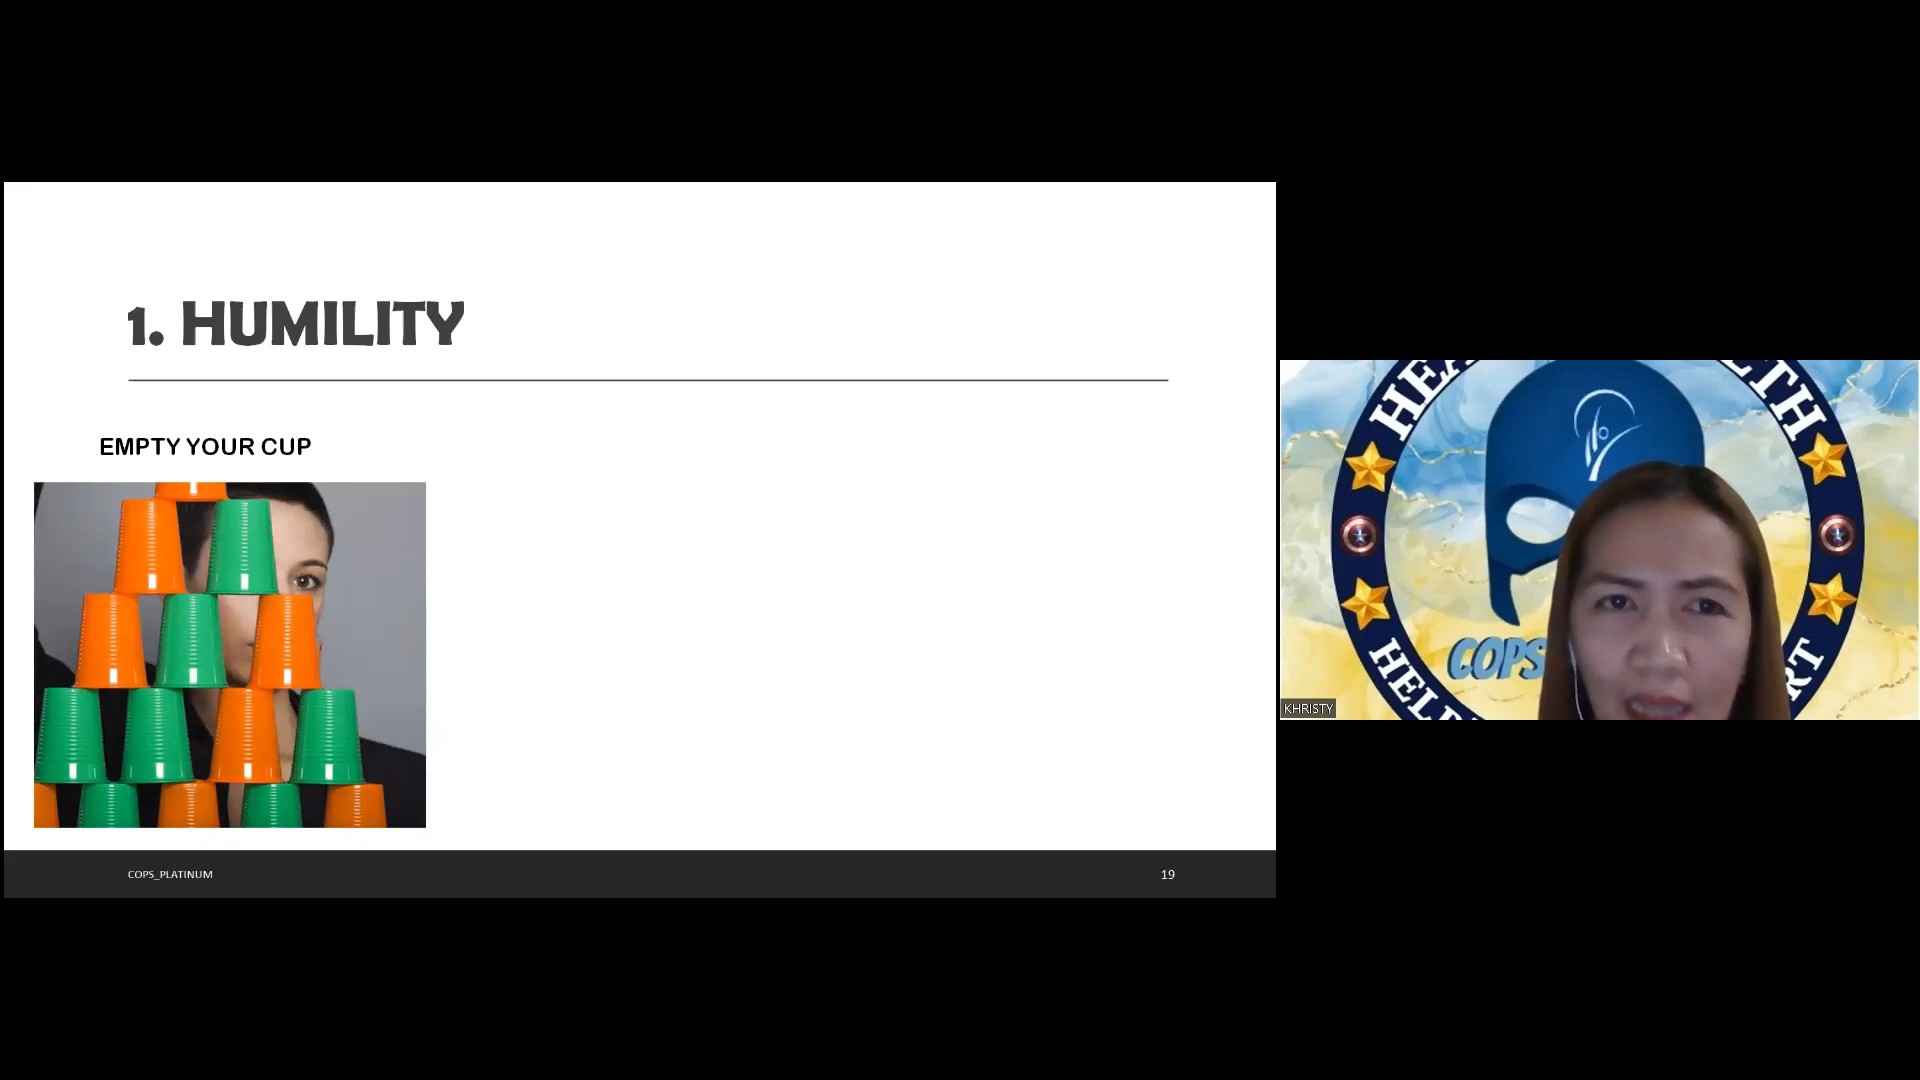 1. HUMILITY
EMPTY YOUR CUP
COPS_PLATINUM
19
COPS
KHRISTY